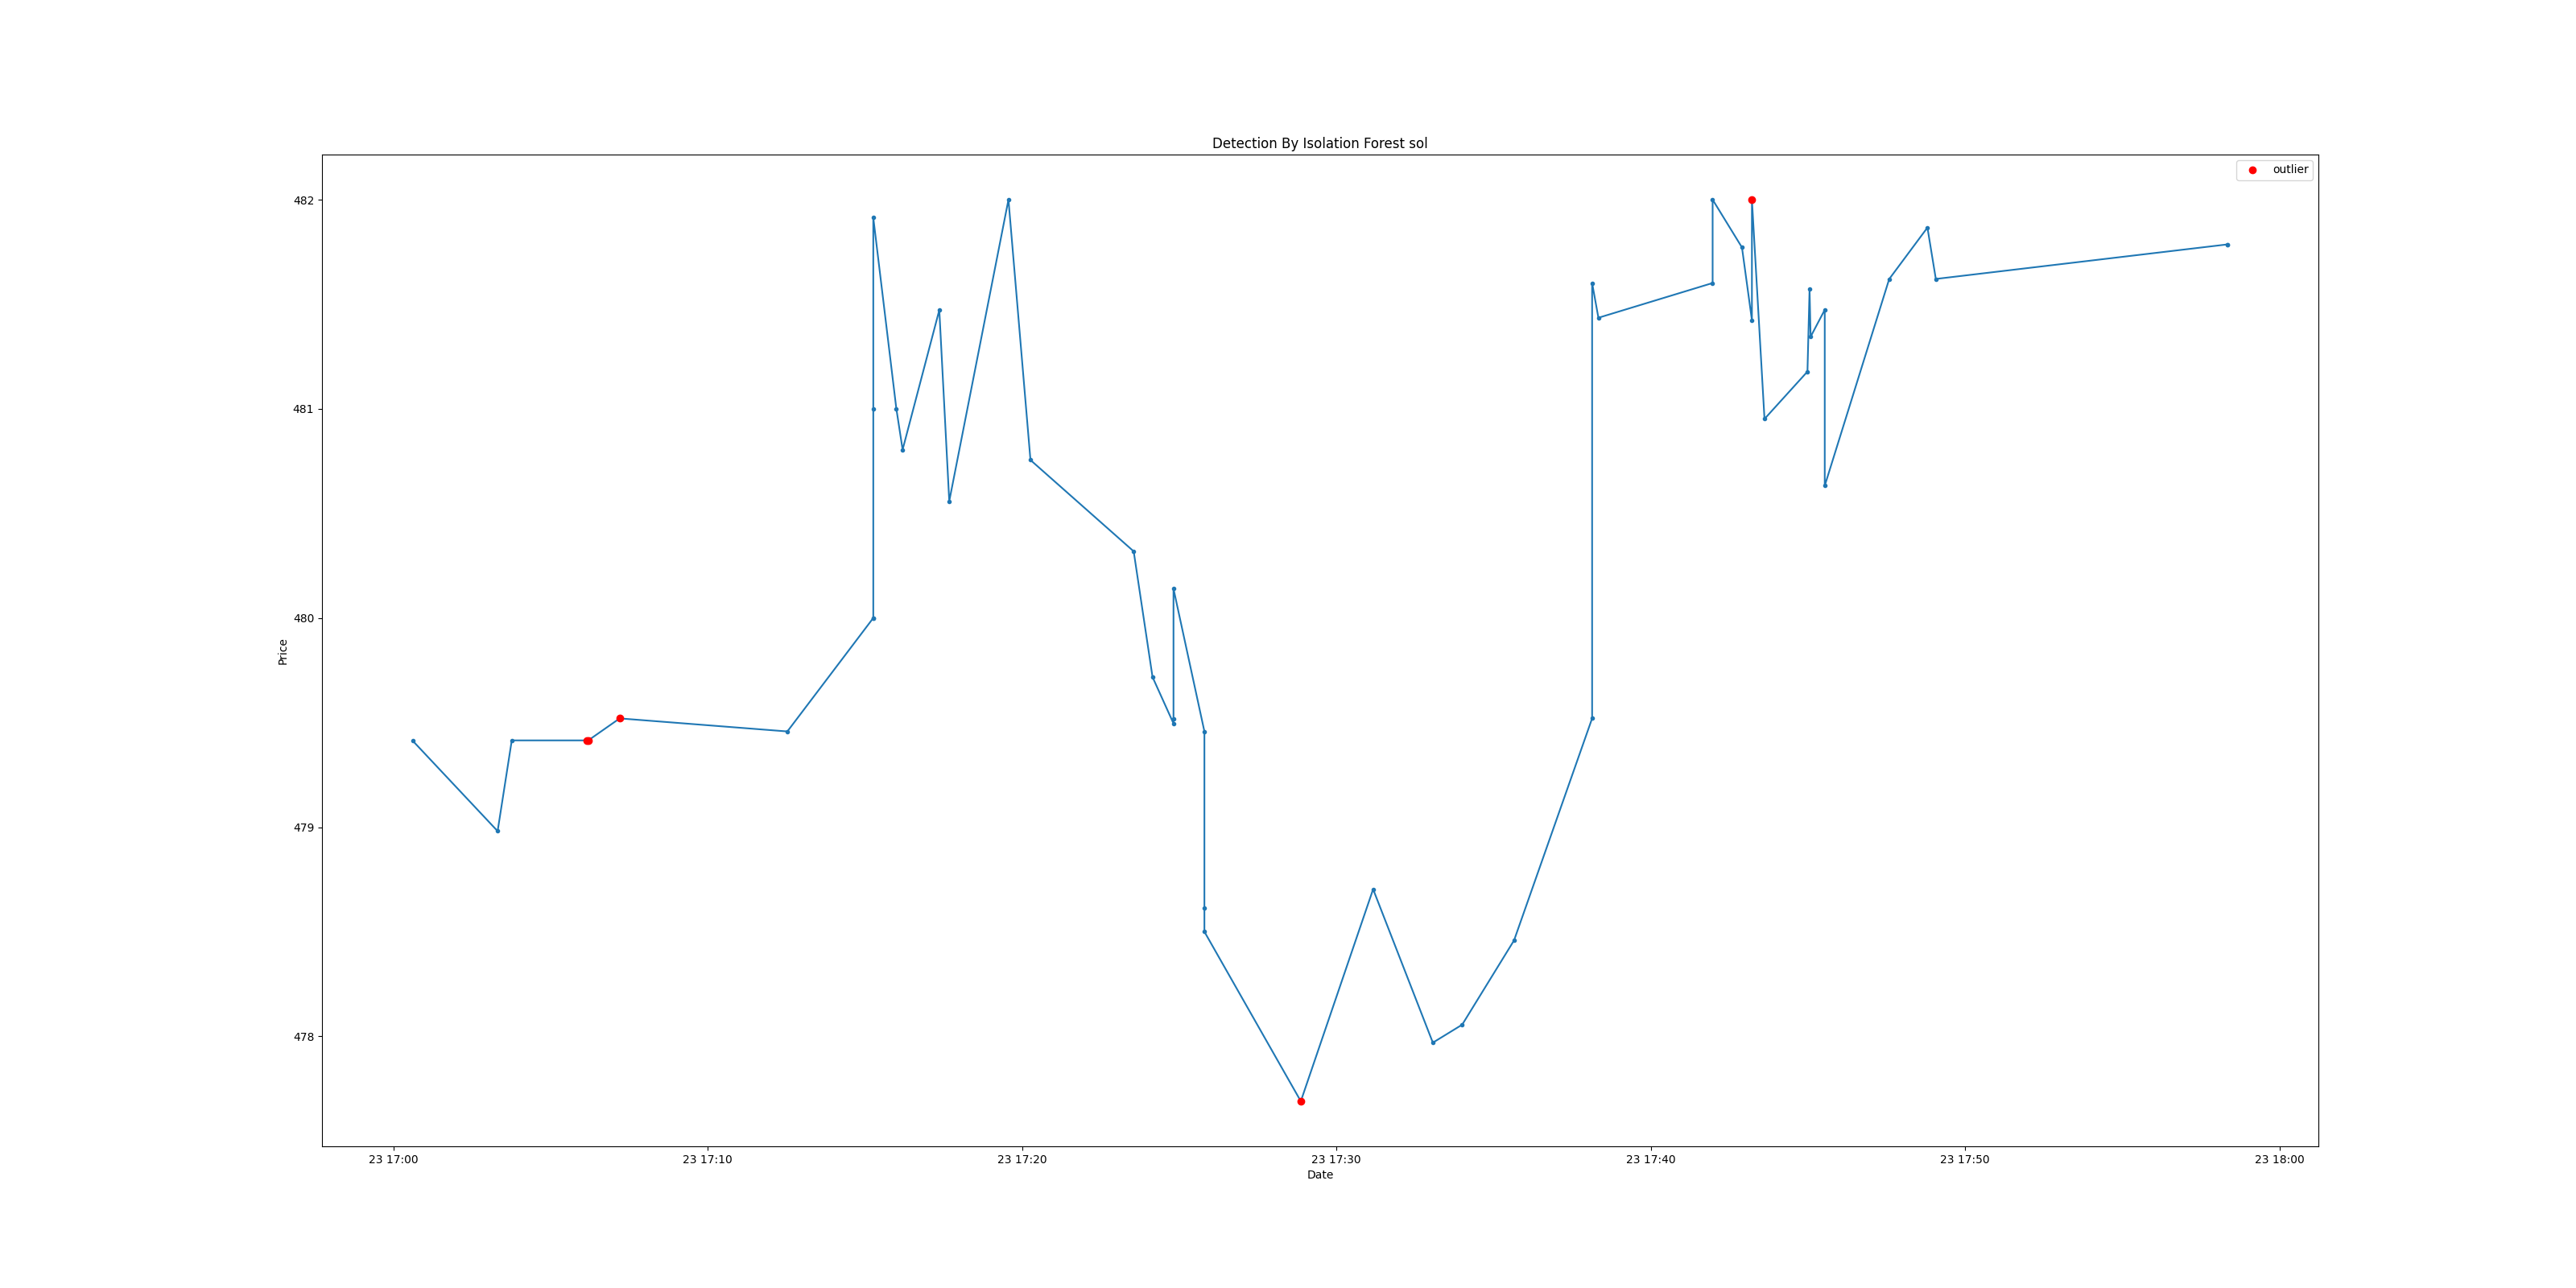 Detection By Isolation Forest sol
outlier
482
481
480
479
478
Price
23 17:00 23 17:10 23 17:20 23 17:30 23 17:40 23 17:50 23 18:00
Date